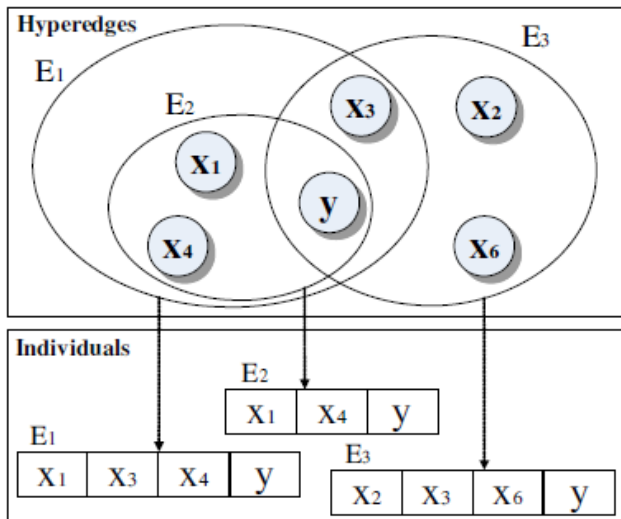 Hyperedges
E1
E3
E2
x3 x2
x1
y
x4 x6
Individuals
E2
x1 x4 y
E1
x1 x3 x4 y
E3
x2 x3 x6 y